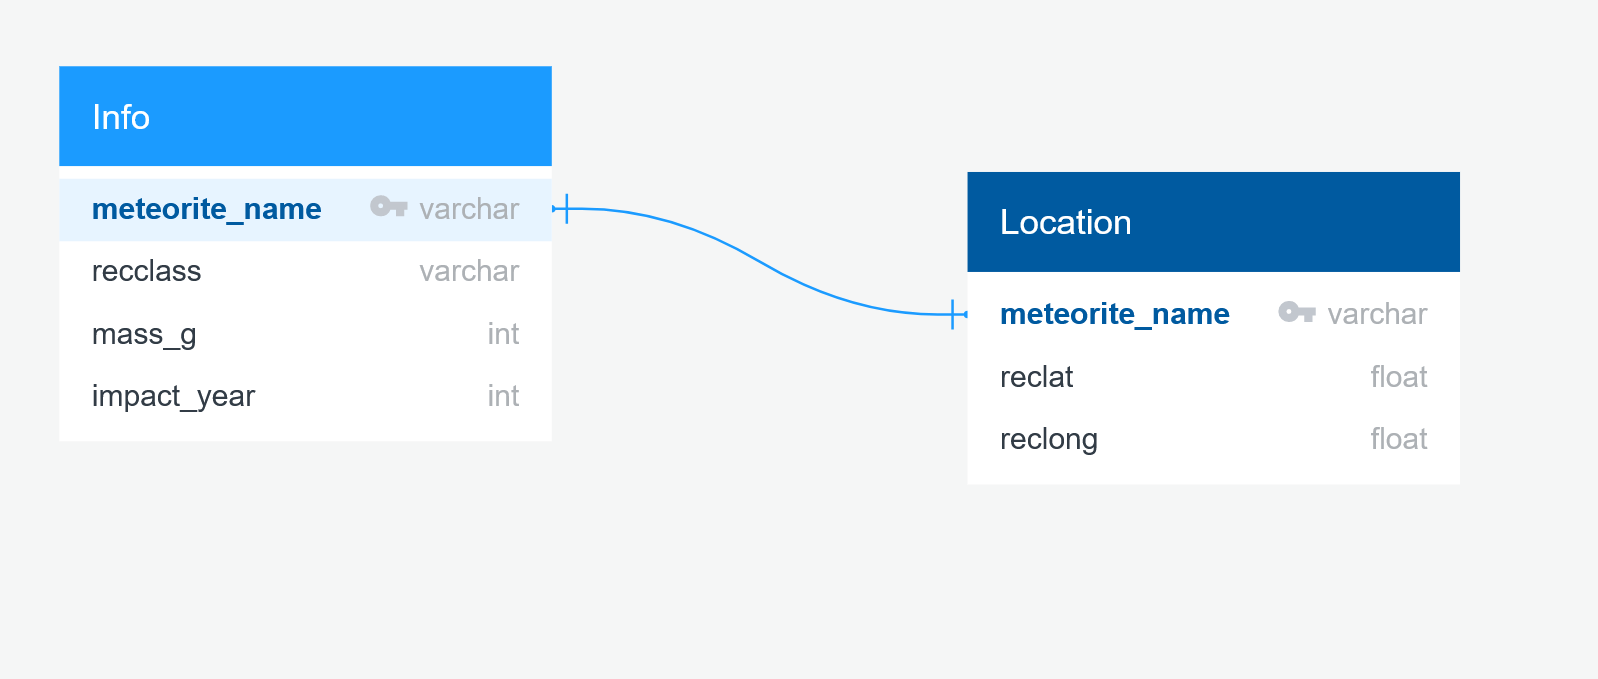 Info
meteorite_name varchar
recclass varchar
mass_g int
impact_year int
Location
meteorite_name varchar
reclat float
reclong float